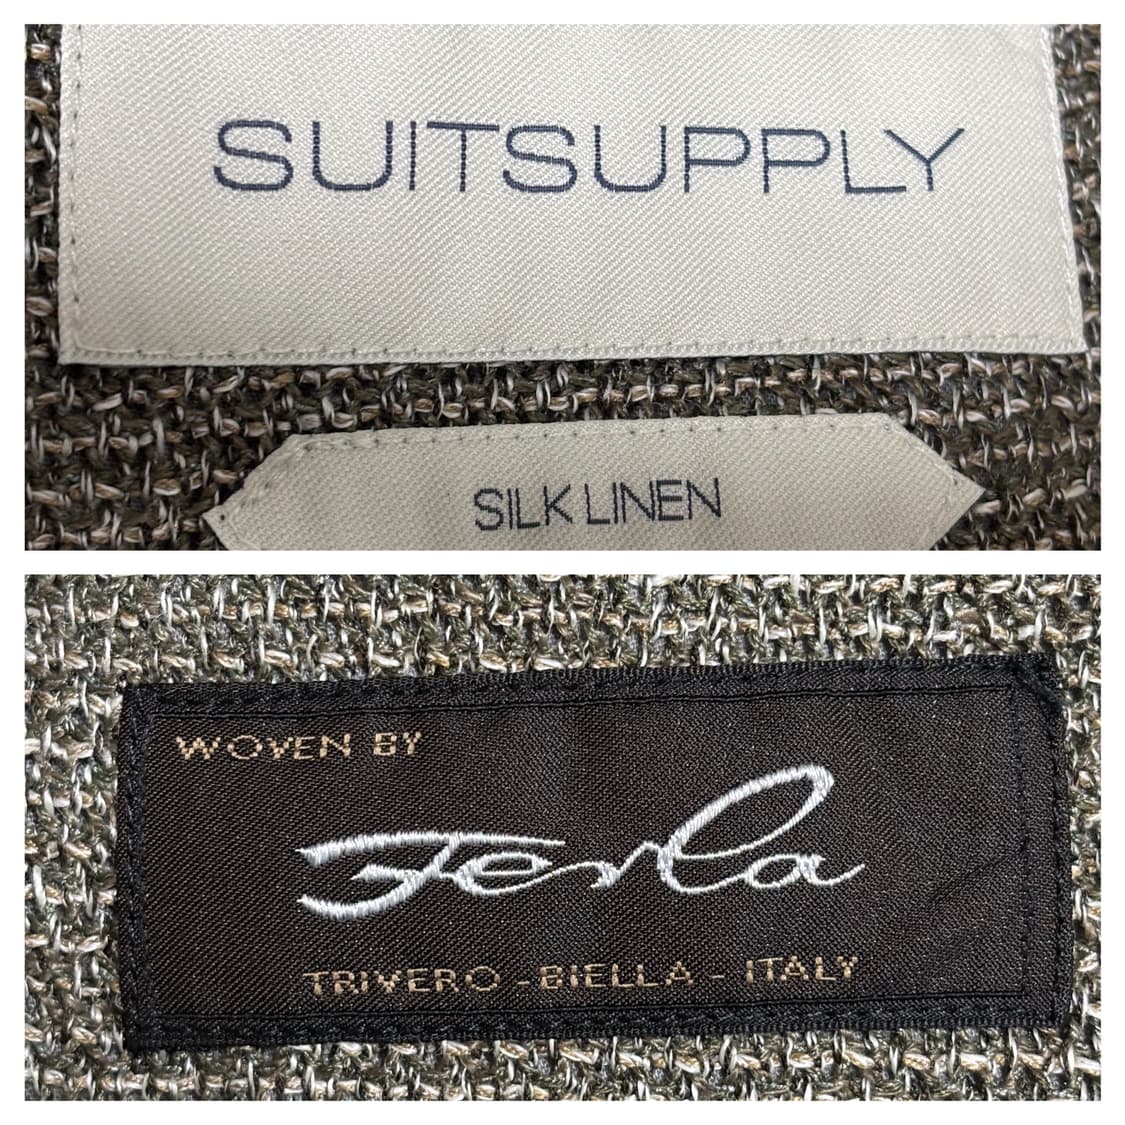 SUITSUPPLY
SILK LINEN
WOVEN BY
Ferla
TRIVERO - BIELLA - ITALY